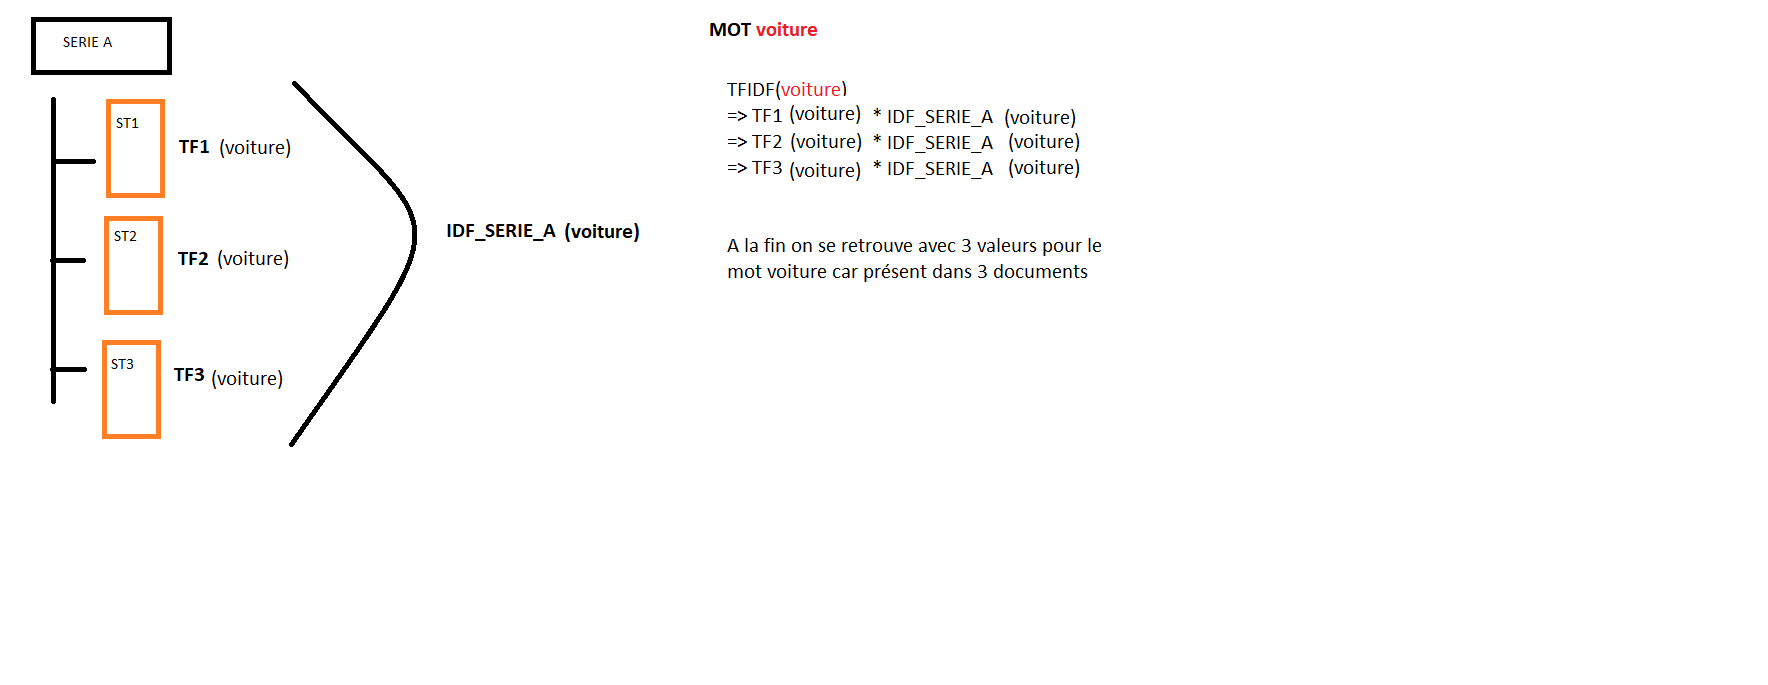 SERIE A
ST1
TF1 (voiture)
ST2
TF2 (voiture)
ST3
TF3 (voiture)
IDF_SERIE_A (voiture)
MOT voiture
TFIDF(voiture)
=> TF1 (voiture) * IDF_SERIE_A (voiture)
=> TF2 (voiture) * IDF_SERIE_A (voiture)
=> TF3 (voiture) * IDF_SERIE_A (voiture)
A la fin on se retrouve avec 3 valeurs pour le
mot voiture car présent dans 3 documents